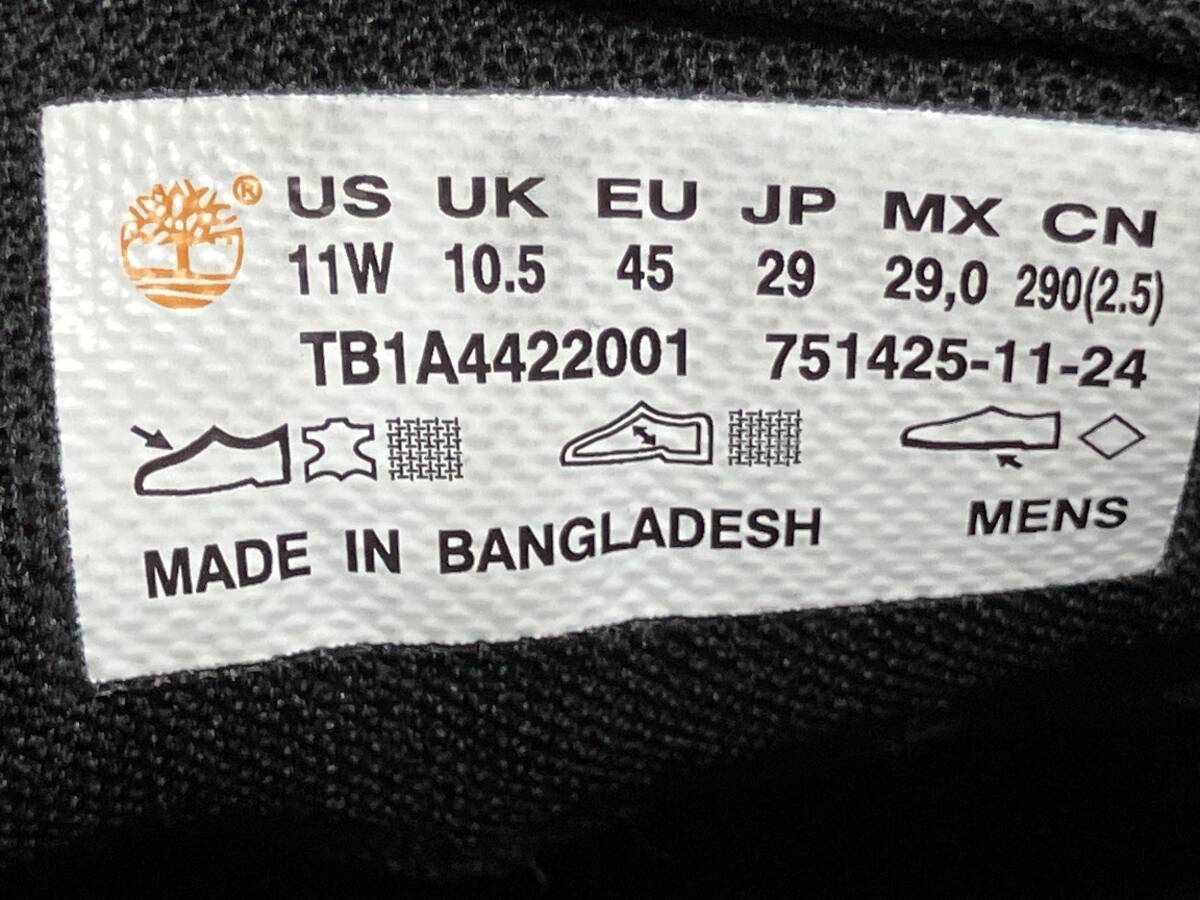 ® US UK EU JP MX CN
11W 10.5 45 29 29,0 290(2.5)
TB1A4422001 751425-11-24
MADE IN BANGLADESH MENS